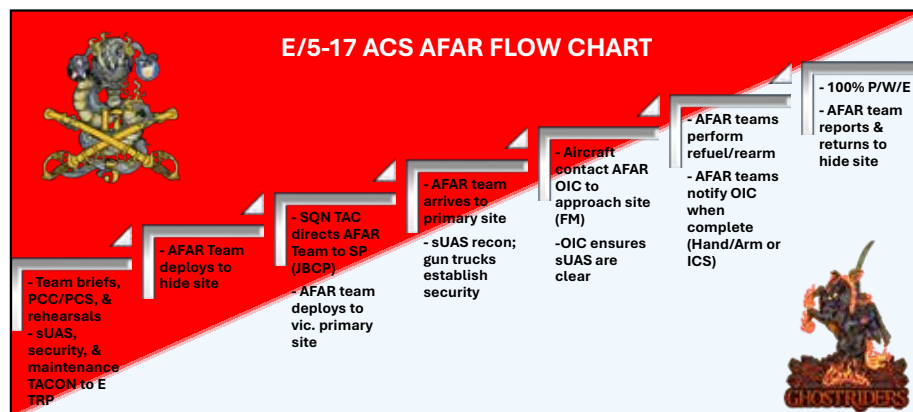 E/5-17 ACS AFAR FLOW CHART
- Team briefs,
PCC/PCS, &
rehearsals
- sUAS,
security, &
maintenance
TACON to E
TRP
- AFAR Team
deploys to
hide site
- SQN TAC
directs AFAR
Team to SP
(JBCP)
- AFAR team
deploys to
vic. primary
site
- AFAR team
arrives to
primary site
- sUAS recon;
gun trucks
establish
security
- Aircraft
contact AFAR
OIC to
approach site
(FM)
-OIC ensures
sUAS are
clear
- AFAR teams
perform
refuel/rearm
- AFAR teams
notify OIC
when
complete
(Hand/Arm or
ICS)
- 100% P/W/E
- AFAR team
reports &
returns to
hide site
17
GHOSTRIDERS